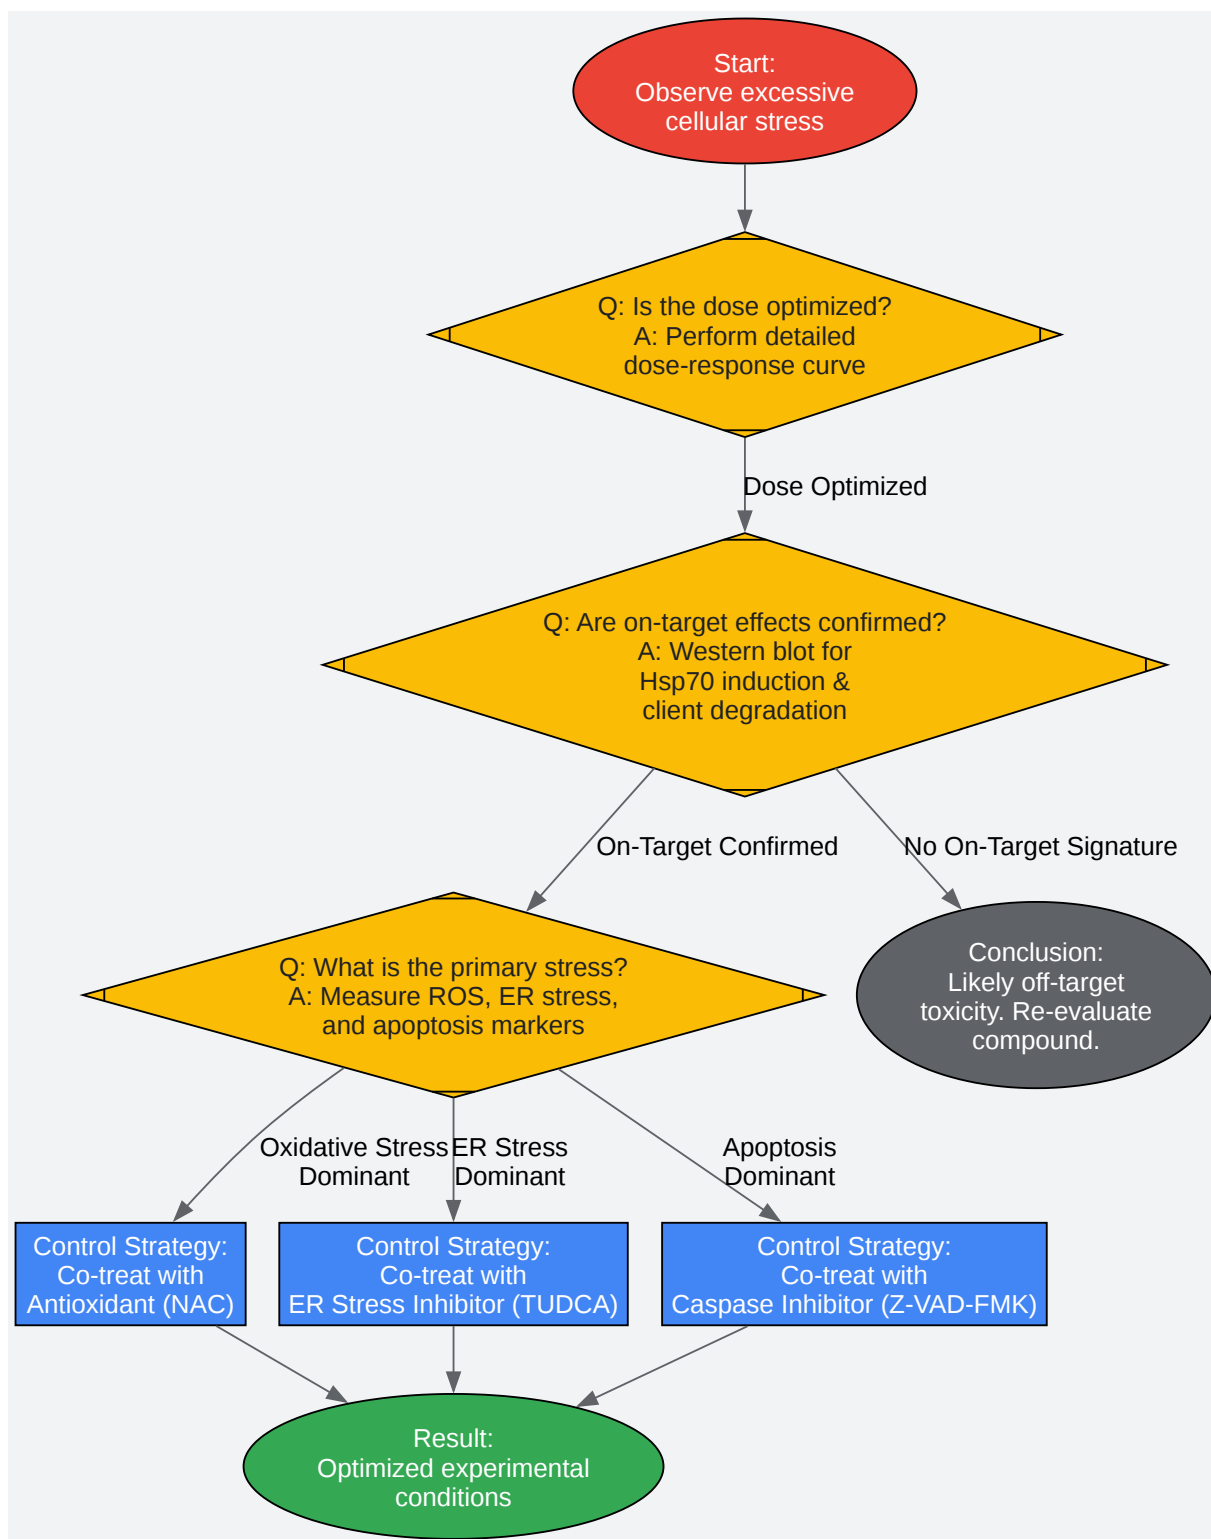 Start:
Observe excessive
cellular stress
Q: Is the dose optimized?
A: Perform detailed
dose-response curve
Dose Optimized
Q: Are on-target effects confirmed?
A: Western blot for
Hsp70 induction &
client degradation
On-Target Confirmed
No On-Target Signature
Q: What is the primary stress?
A: Measure ROS, ER stress,
and apoptosis markers
Conclusion:
Likely off-target
toxicity. Re-evaluate
compound.
Oxidative Stress
Dominant
ER Stress
Dominant
Apoptosis
Dominant
Control Strategy:
Co-treat with
Antioxidant (NAC)
Control Strategy:
Co-treat with
ER Stress Inhibitor (TUDCA)
Control Strategy:
Co-treat with
Caspase Inhibitor (Z-VAD-FMK)
Result:
Optimized experimental
conditions